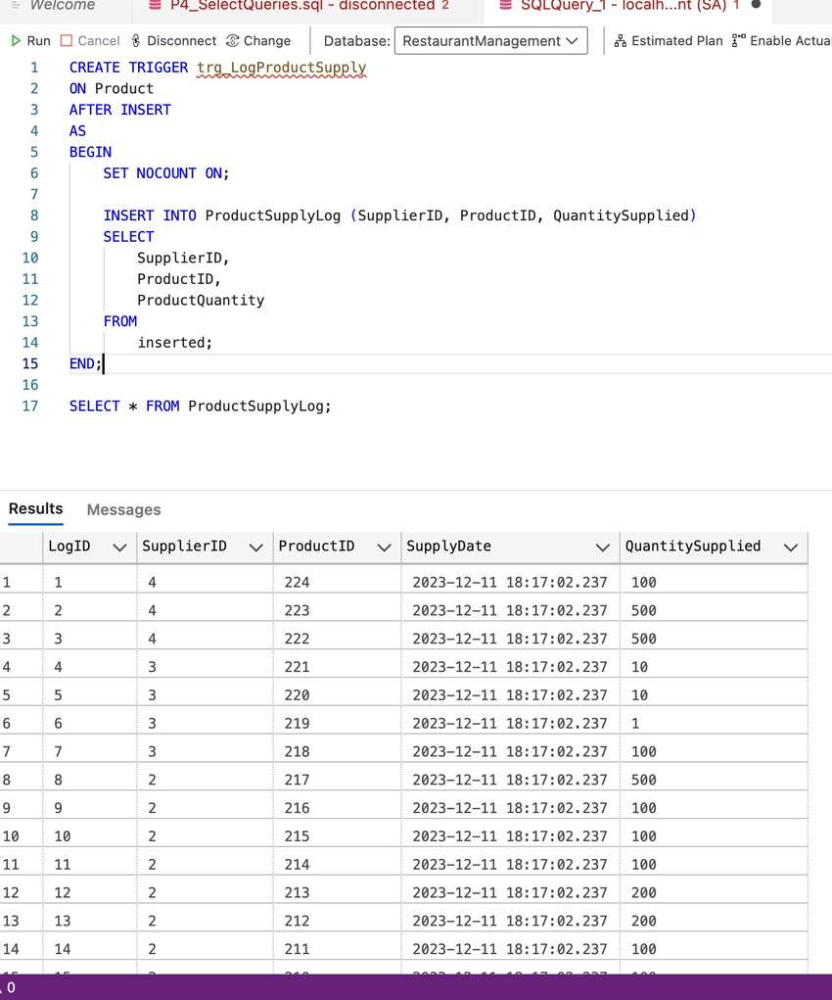 Welcome P4_SelectQueries.sql - disconnected 2 SQLQuery_1 - localh...nt (SA) 1
Run Cancel Disconnect Change Database: RestaurantManagement Estimated Plan Enable Actual
1 CREATE TRIGGER trg_LogProductSupply
2 ON Product
3 AFTER INSERT
4 AS
5 BEGIN
6 SET NOCOUNT ON;
7
8 INSERT INTO ProductSupplyLog (SupplierID, ProductID, QuantitySupplied)
9 SELECT
10 SupplierID,
11 ProductID,
12 ProductQuantity
13 FROM
14 inserted;
15 END;
16
17 SELECT * FROM ProductSupplyLog;
Results Messages
LogID SupplierID ProductID SupplyDate QuantitySupplied
1 1 4 224 2023-12-11 18:17:02.237 100
2 2 4 223 2023-12-11 18:17:02.237 500
3 3 4 222 2023-12-11 18:17:02.237 500
4 4 3 221 2023-12-11 18:17:02.237 10
5 5 3 220 2023-12-11 18:17:02.237 10
6 6 3 219 2023-12-11 18:17:02.237 1
7 7 3 218 2023-12-11 18:17:02.237 100
8 8 2 217 2023-12-11 18:17:02.237 500
9 9 2 216 2023-12-11 18:17:02.237 100
10 10 2 215 2023-12-11 18:17:02.237 100
11 11 2 214 2023-12-11 18:17:02.237 100
12 12 2 213 2023-12-11 18:17:02.237 200
13 13 2 212 2023-12-11 18:17:02.237 200
14 14 2 211 2023-12-11 18:17:02.237 100
0